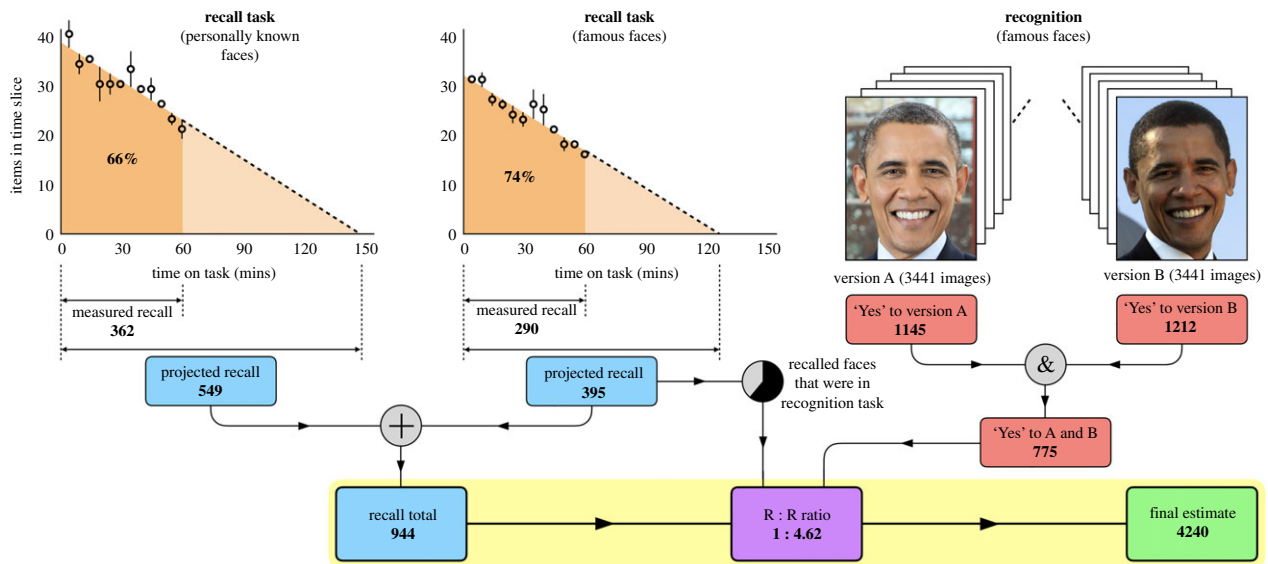 recall task
(personally known
faces)
40
30
20
10
0
items in time slice
66%
0 30 60 90 120 150
time on task (mins)
measured recall
362
projected recall
549
recall task
(famous faces)
40
30
20
10
0
74%
0 30 60 90 120 150
time on task (mins)
measured recall
290
projected recall
395
recalled faces
that were in
recognition task
recognition
(famous faces)
version A (3441 images)
version B (3441 images)
‘Yes’ to version A
1145
‘Yes’ to version B
1212
&
‘Yes’ to A and B
775
+
recall total
944
R : R ratio
1 : 4.62
final estimate
4240